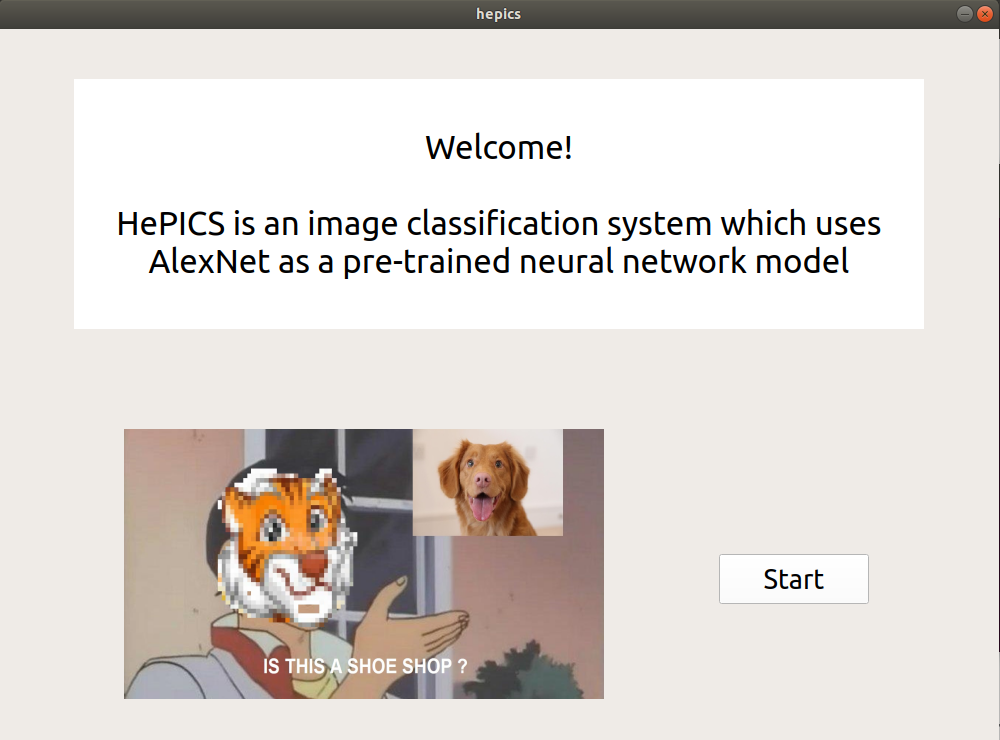 hepics
Welcome!
HePICS is an image classification system which uses
AlexNet as a pre-trained neural network model
IS THIS A SHOE SHOP ?
Start